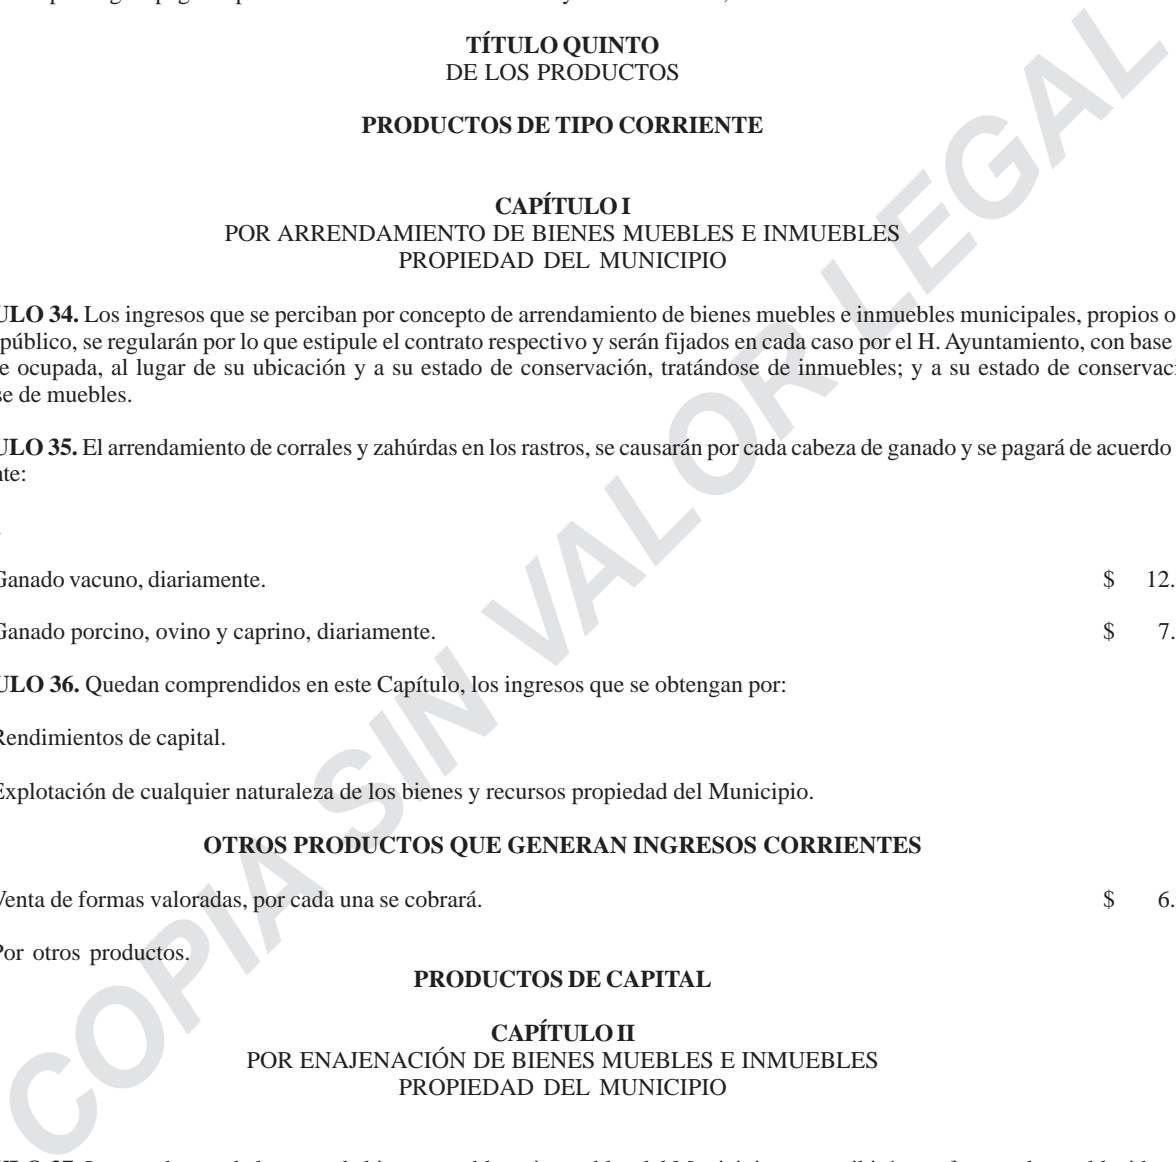 TÍTULO QUINTO
DE LOS PRODUCTOS
PRODUCTOS DE TIPO CORRIENTE
CAPÍTULO I
POR ARRENDAMIENTO DE BIENES MUEBLES E INMUEBLES
PROPIEDAD DEL MUNICIPIO
ULO 34. Los ingresos que se perciban por concepto de arrendamiento de bienes muebles e inmuebles municipales, propios o
público, se regularán por lo que estipule el contrato respectivo y serán fijados en cada caso por el H. Ayuntamiento, con base
e ocupada, al lugar de su ubicación y a su estado de conservación, tratándose de inmuebles; y a su estado de conservaci
se de muebles.
ULO 35. El arrendamiento de corrales y zahúrdas en los rastros, se causarán por cada cabeza de ganado y se pagará de acuerdo
nte:
Ganado vacuno, diariamente. $ 12.
Ganado porcino, ovino y caprino, diariamente. $ 7.
ULO 36. Quedan comprendidos en este Capítulo, los ingresos que se obtengan por:
Rendimientos de capital.
Explotación de cualquier naturaleza de los bienes y recursos propiedad del Municipio.
OTROS PRODUCTOS QUE GENERAN INGRESOS CORRIENTES
Venta de formas valoradas, por cada una se cobrará. $ 6.
Por otros productos.
PRODUCTOS DE CAPITAL
CAPÍTULO II
POR ENAJENACIÓN DE BIENES MUEBLES E INMUEBLES
PROPIEDAD DEL MUNICIPIO
COPIA SIN VALOR LEGAL